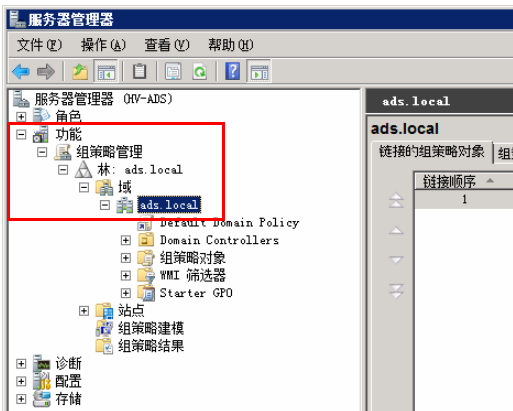 服务器管理器
文件(F) 操作(A) 查看(V) 帮助(H)
服务器管理器 (HV-ADS)
角色
功能
组策略管理
林: ads.local
域
ads.local
Default Domain Policy
Domain Controllers
组策略对象
WMI 筛选器
Starter GPO
站点
组策略建模
组策略结果
诊断
配置
存储
ads.local
ads.local
链接的组策略对象
链接顺序
1